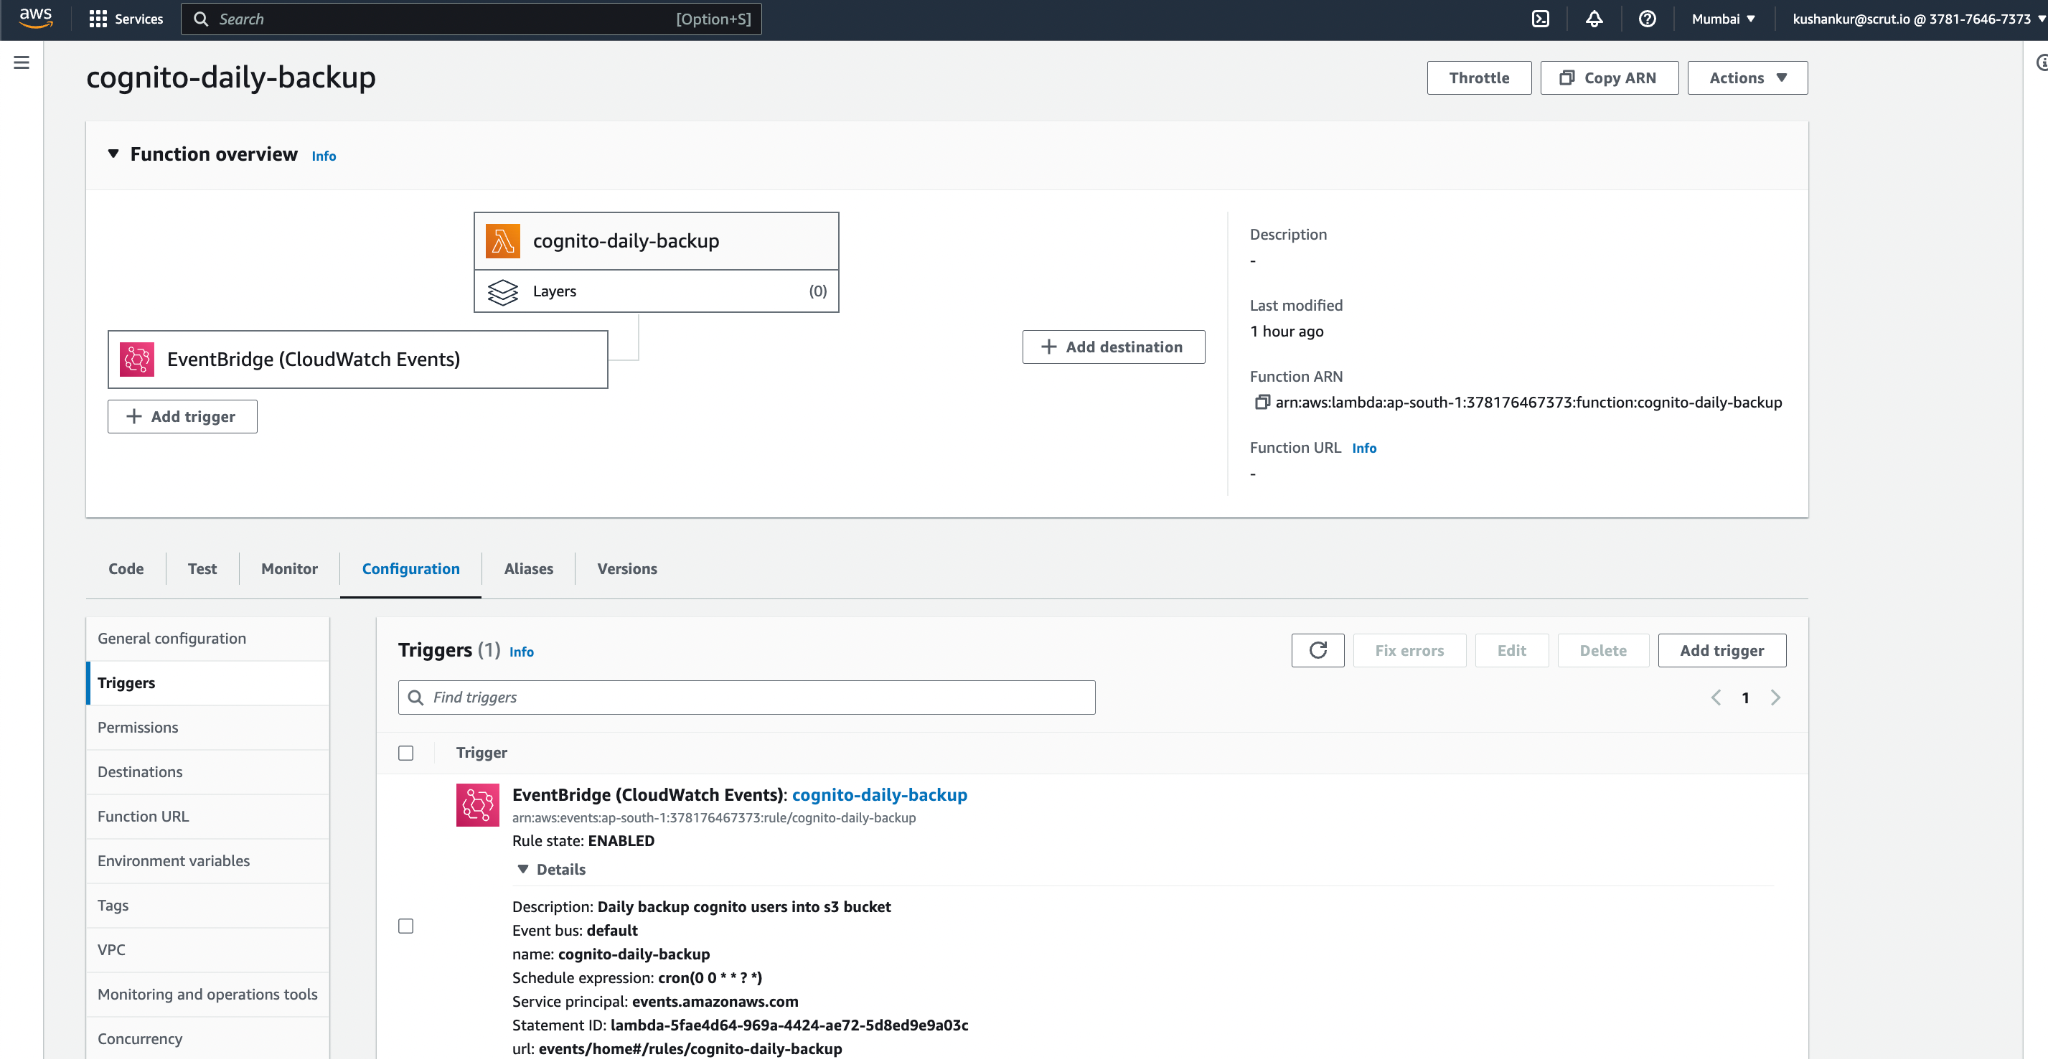 aws
Services
Search
[Option+S]
Mumbai ▼
kushankur@scrut.io @ 3781-7646-7373 ▼
cognito-daily-backup
Throttle
Copy ARN
Actions ▼
▼ Function overview Info
cognito-daily-backup
Layers (0)
EventBridge (CloudWatch Events)
+ Add trigger
+ Add destination
Description
-
Last modified
1 hour ago
Function ARN
arn:aws:lambda:ap-south-1:378176467373:function:cognito-daily-backup
Function URL Info
-
Code
Test
Monitor
Configuration
Aliases
Versions
General configuration
Triggers
Permissions
Destinations
Function URL
Environment variables
Tags
VPC
Monitoring and operations tools
Concurrency
Triggers (1) Info
Fix errors
Edit
Delete
Add trigger
Find triggers
1
Trigger
EventBridge (CloudWatch Events): cognito-daily-backup
arn:aws:events:ap-south-1:378176467373:rule/cognito-daily-backup
Rule state: ENABLED
▼ Details
Description: Daily backup cognito users into s3 bucket
Event bus: default
name: cognito-daily-backup
Schedule expression: cron(0 0 * * ? *)
Service principal: events.amazonaws.com
Statement ID: lambda-5fae4d64-969a-4424-ae72-5d8ed9e9a03c
url: events/home#/rules/cognito-daily-backup